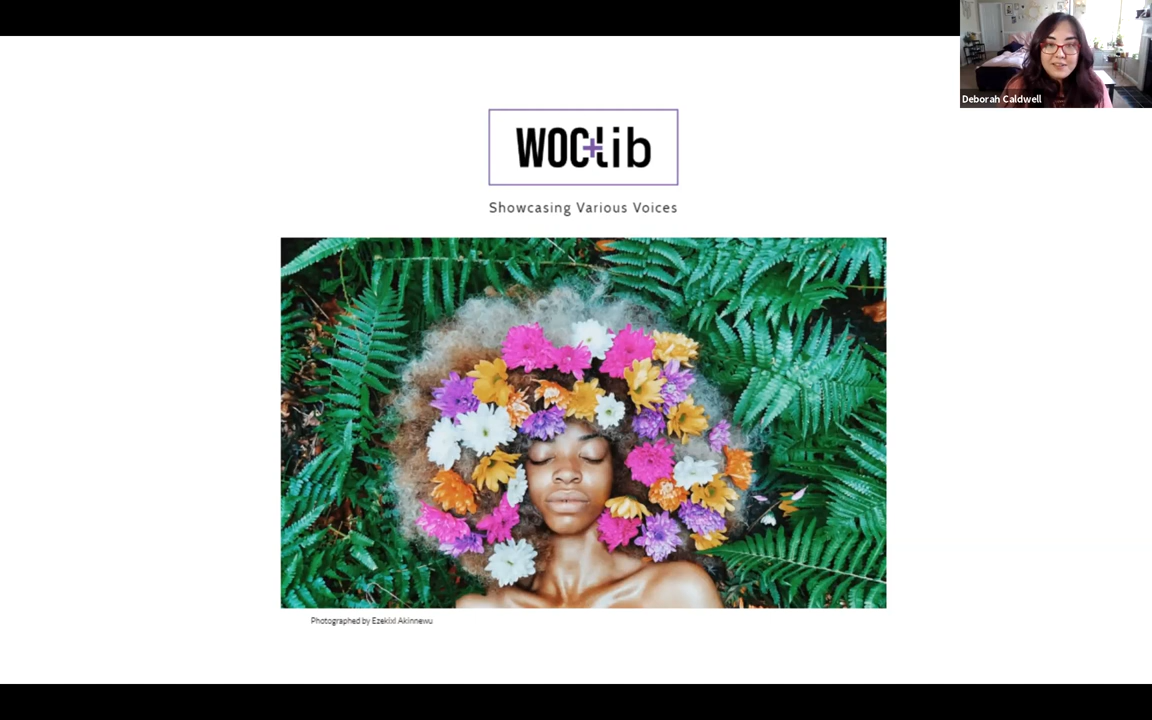 Deborah Caldwell
WOC+lib
Showcasing Various Voices
Photographed by Ezekixl Akinnewu